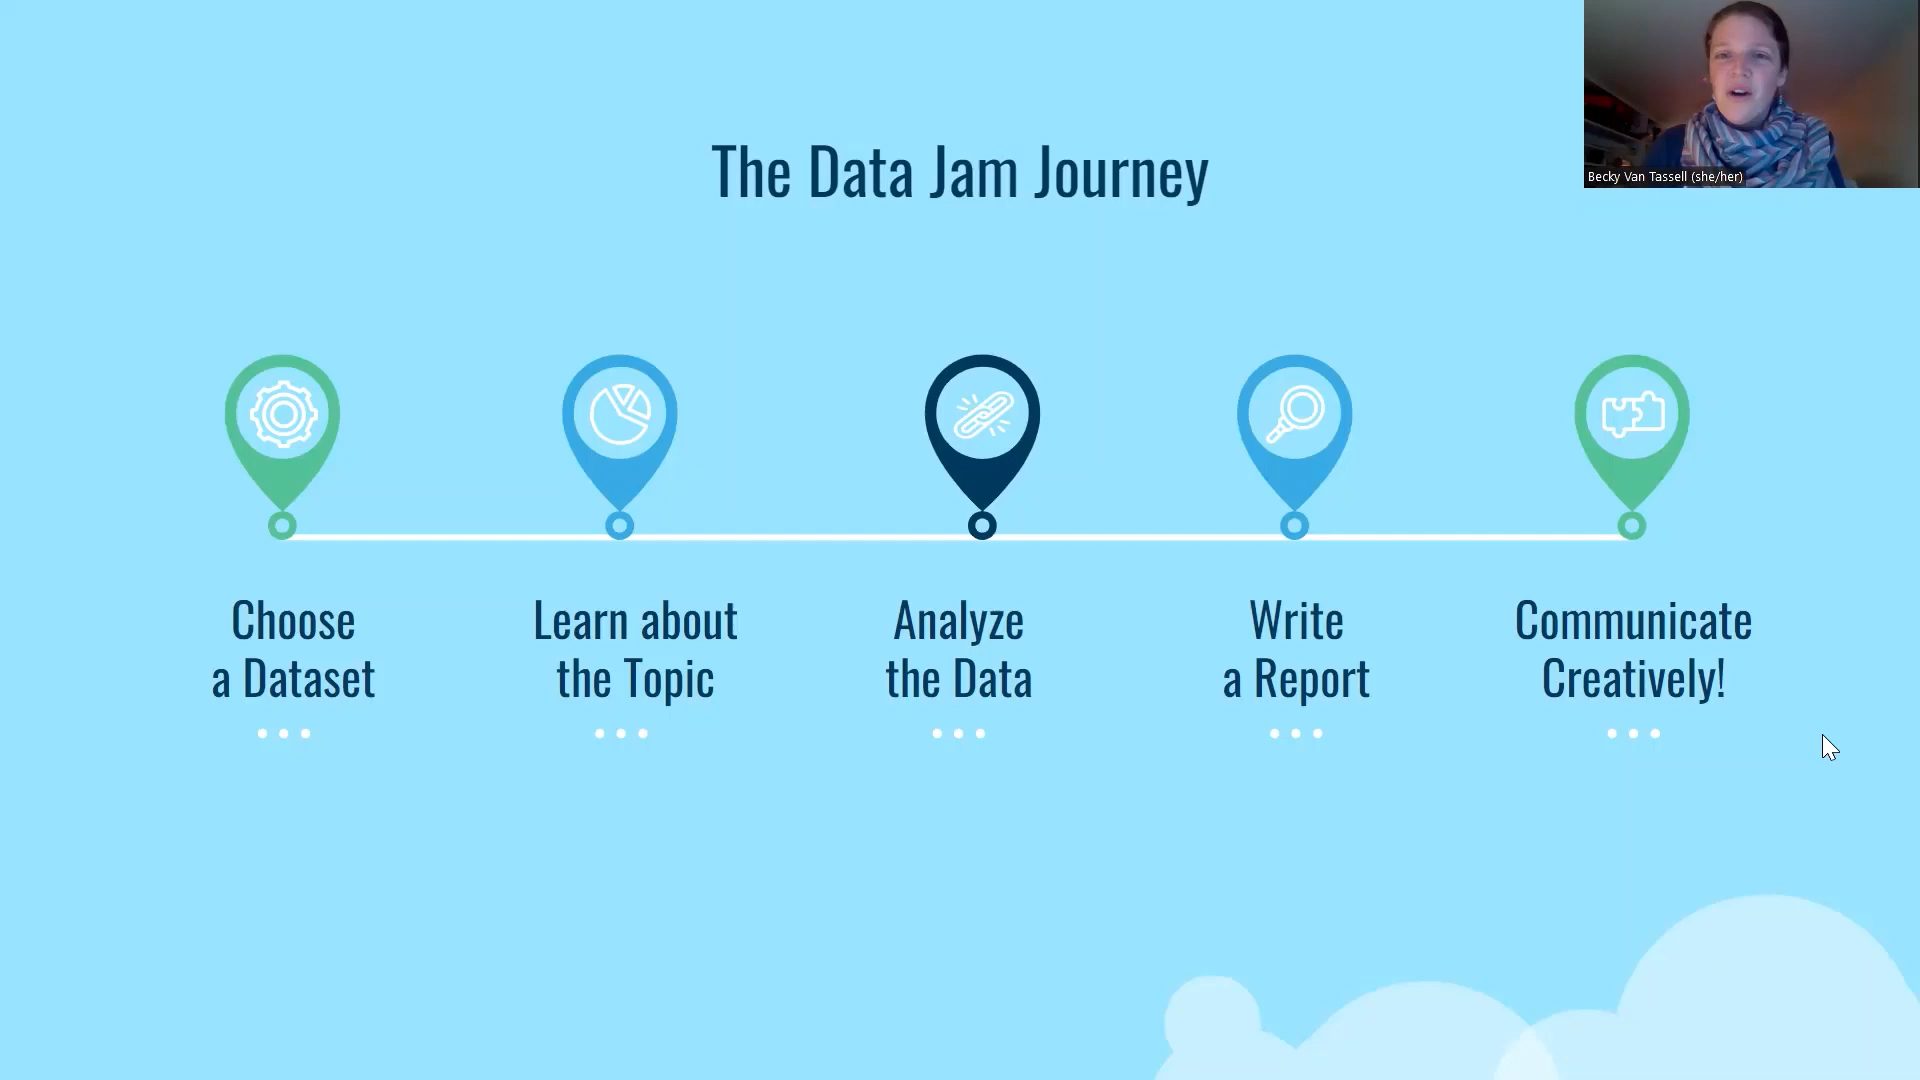 Becky Van Tassell (she/her)
The Data Jam Journey
Choose
a Dataset
Learn about
the Topic
Analyze
the Data
Write
a Report
Communicate
Creatively!